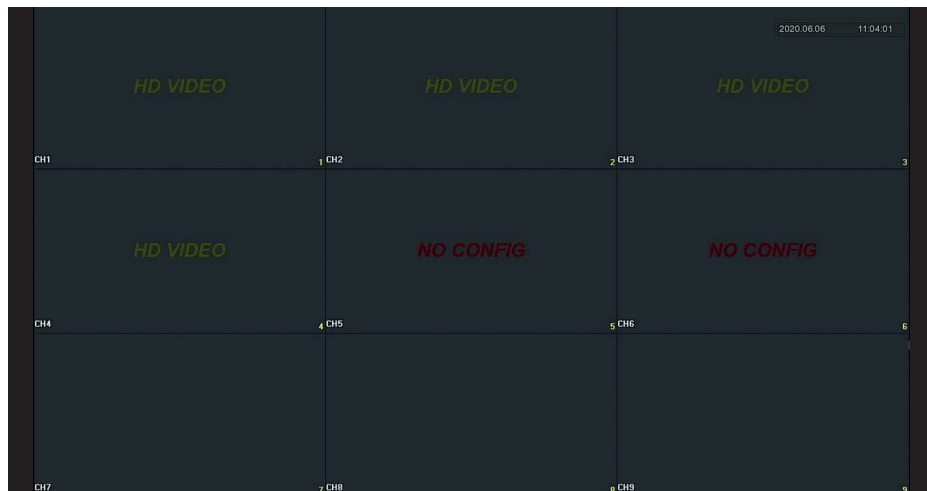 2020.06.06 11:04:01
HD VIDEO HD VIDEO HD VIDEO
CH1 1 CH2 2 CH3 3
HD VIDEO NO CONFIG NO CONFIG
CH4 4 CH5 5 CH6 6
CH7 7 CH8 8 CH9 9